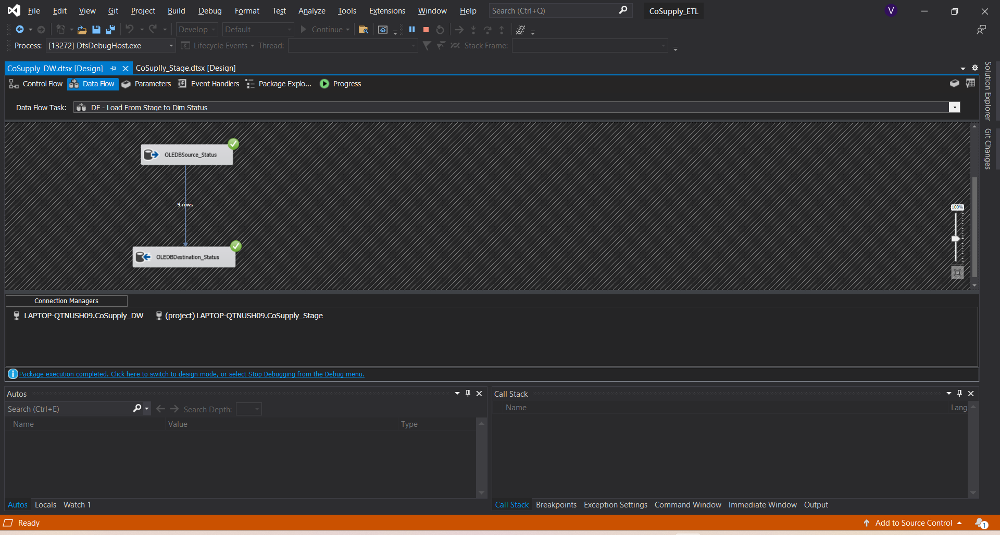 File Edit View Git Project Build Debug Format Test Analyze Tools Extensions Window Help Search (Ctrl+Q) CoSupply_ETL V
Develop Default Continue
Process: [13272] DtsDebugHost.exe Lifecycle Events Thread: Stack Frame:
CoSupply_DW.dtsx [Design] CoSuplly_Stage.dtsx [Design]
Control Flow Data Flow Parameters Event Handlers Package Explo... Progress
Data Flow Task: DF - Load From Stage to Dim Status
Solution Explorer
Git Changes
OLEDBSource_Status
9 rows
100%
OLEDBDestination_Status
Connection Managers
LAPTOP-QTNUSH09.CoSupply_DW (project) LAPTOP-QTNUSH09.CoSupply_Stage
Package execution completed. Click here to switch to design mode, or select Stop Debugging from the Debug menu.
Autos
Search (Ctrl+E) Search Depth:
Name Value Type
Autos Locals Watch 1
Call Stack
Name Lang
Call Stack Breakpoints Exception Settings Command Window Immediate Window Output
Ready Add to Source Control 1